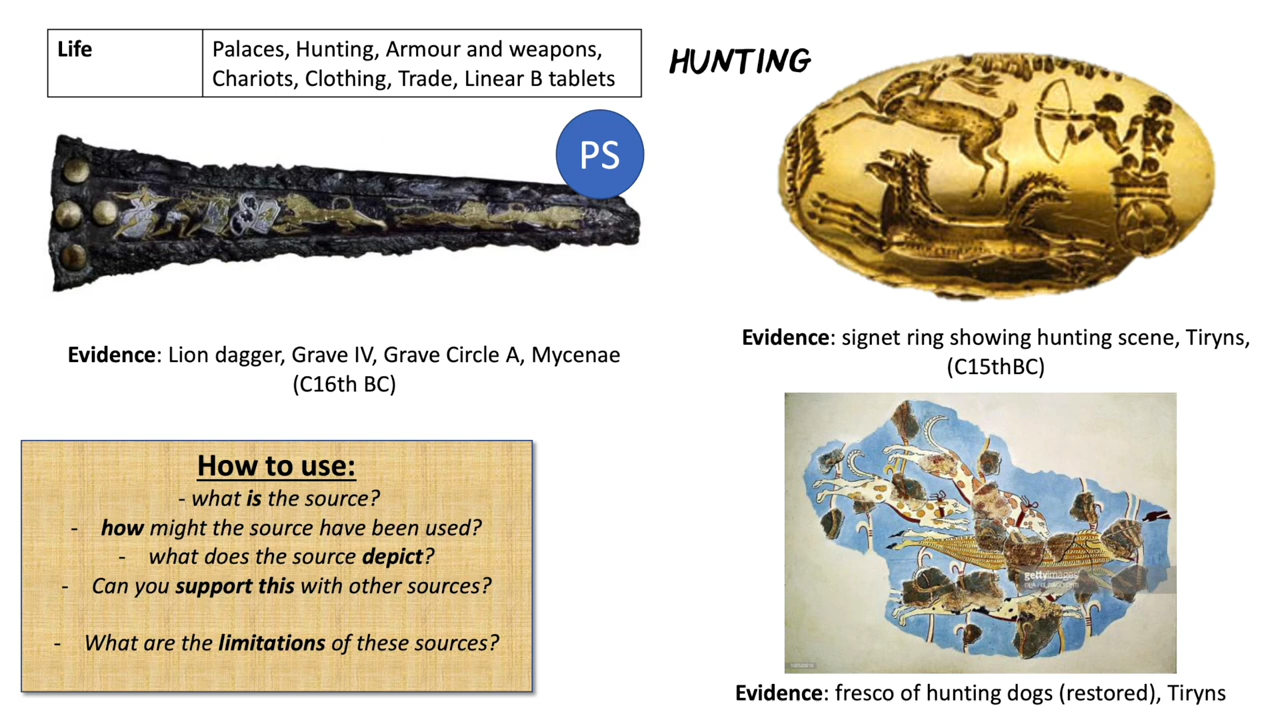 Life
Palaces, Hunting, Armour and weapons,
Chariots, Clothing, Trade, Linear B tablets
HUNTING
PS
Evidence: Lion dagger, Grave IV, Grave Circle A, Mycenae
(C16th BC)
Evidence: signet ring showing hunting scene, Tiryns,
(C15thBC)
How to use:
- what is the source?
- how might the source have been used?
- what does the source depict?
- Can you support this with other sources?
- What are the limitations of these sources?
gettyimages
Evidence: fresco of hunting dogs (restored), Tiryns